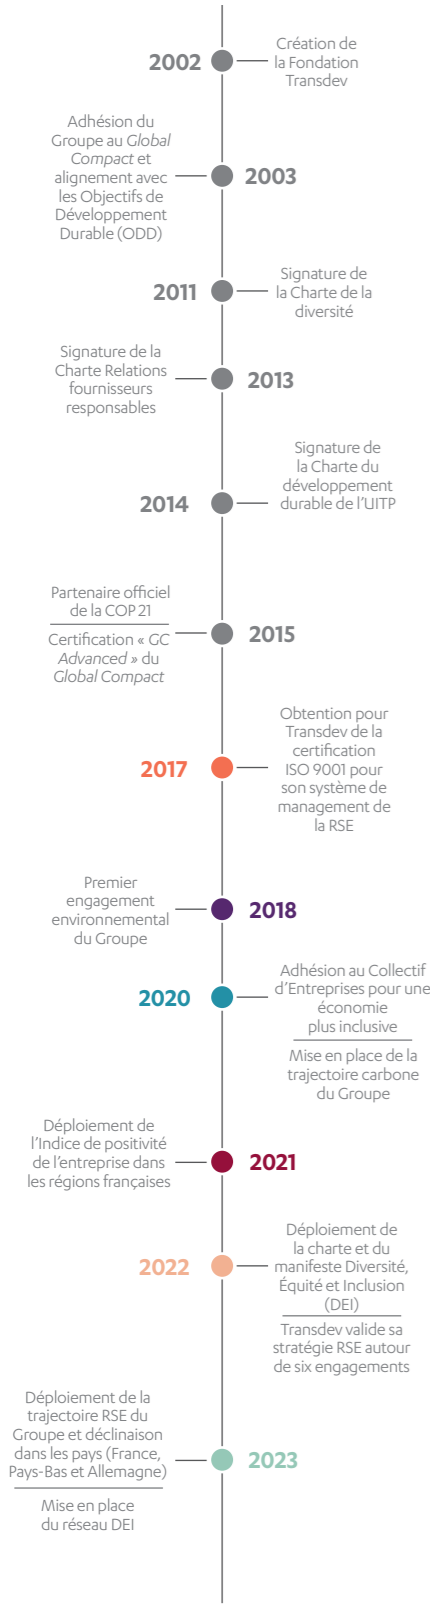 2002
Création de
la Fondation
Transdev
Adhésion du
Groupe au Global
Compact et
alignement avec
les Objectifs de
Développement
Durable (ODD)
2003
2011
Signature de
la Charte de la
diversité
Signature de la
Charte Relations
fournisseurs
responsables
2013
2014
Signature de
la Charte du
développement
durable de l'UITP
Partenaire officiel
de la COP 21
Certification « GC
Advanced » du
Global Compact
2015
2017
Obtention pour
Transdev de la
certification
ISO 9001 pour
son système de
management de
la RSE
Premier
engagement
environnemental
du Groupe
2018
2020
Adhésion au Collectif
d'Entreprises pour une
économie
plus inclusive
Mise en place de la
trajectoire carbone
du Groupe
Déploiement de
l'Indice de positivité
de l'entreprise dans
les régions françaises
2021
2022
Déploiement de
la charte et du
manifeste Diversité,
Équité et Inclusion
(DEI)
Transdev valide sa
stratégie RSE autour
de six engagements
Déploiement de la
trajectoire RSE du
Groupe et déclinaison
dans les pays (France,
Pays-Bas et Allemagne)
Mise en place
du réseau DEI
2023